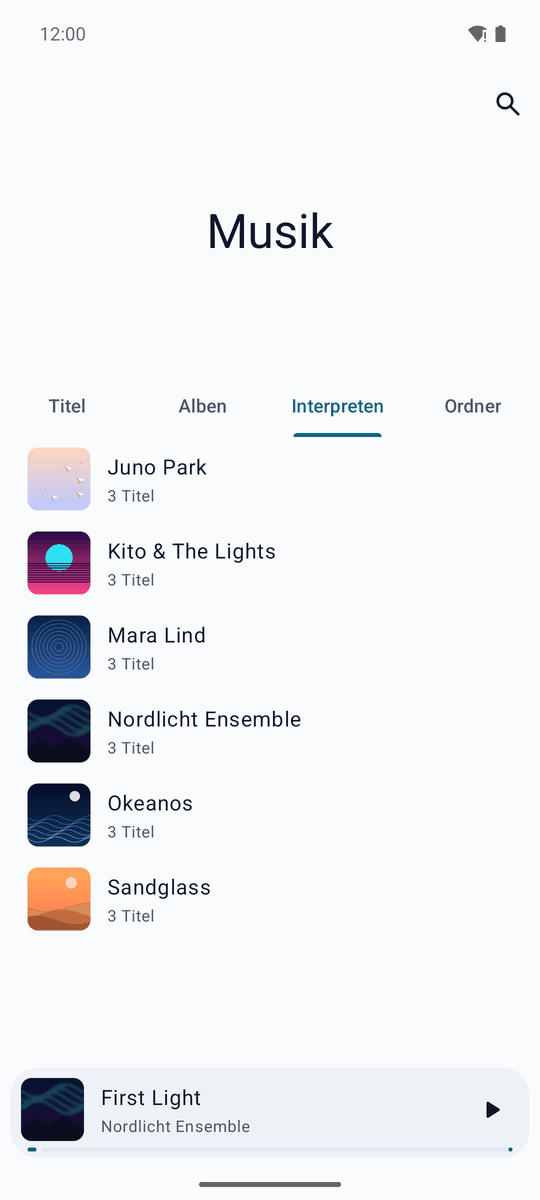 12:00
Musik
Titel Alben Interpreten Ordner
Juno Park
3 Titel
Kito & The Lights
3 Titel
Mara Lind
3 Titel
Nordlicht Ensemble
3 Titel
Okeanos
3 Titel
Sandglass
3 Titel
First Light
Nordlicht Ensemble